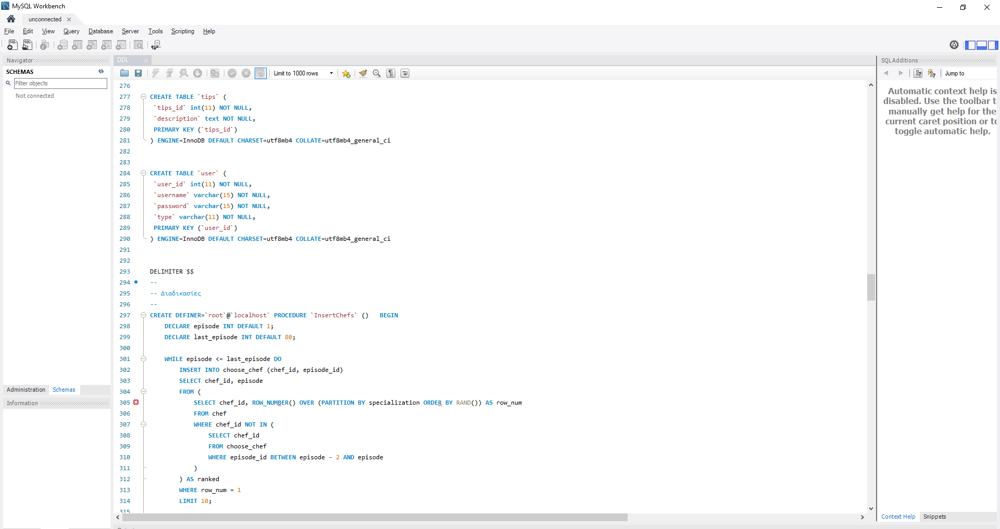 MySQL Workbench
unconnected
File Edit View Query Database Server Tools Scripting Help
Navigator
SCHEMAS
Filter objects
Not connected
Administration Schemas
Information
DDL
Limit to 1000 rows
276
277 CREATE TABLE `tips` (
278 `tips_id` int(11) NOT NULL,
279 `description` text NOT NULL,
280 PRIMARY KEY (`tips_id`)
281 ) ENGINE=InnoDB DEFAULT CHARSET=utf8mb4 COLLATE=utf8mb4_general_ci
282
283
284 CREATE TABLE `user` (
285 `user_id` int(11) NOT NULL,
286 `username` varchar(15) NOT NULL,
287 `password` varchar(15) NOT NULL,
288 `type` varchar(11) NOT NULL,
289 PRIMARY KEY (`user_id`)
290 ) ENGINE=InnoDB DEFAULT CHARSET=utf8mb4 COLLATE=utf8mb4_general_ci
291
292
293 DELIMITER $$
294 --
295 -- Διαδικασίες
296 --
297 CREATE DEFINER=`root`@`localhost` PROCEDURE `InsertChefs` () BEGIN
298 DECLARE episode INT DEFAULT 1;
299 DECLARE last_episode INT DEFAULT 80;
300
301 WHILE episode <= last_episode DO
302 INSERT INTO choose_chef (chef_id, episode_id)
303 SELECT chef_id, episode
304 FROM (
305 SELECT chef_id, ROW_NUMBER() OVER (PARTITION BY specialization ORDER BY RAND()) AS row_num
306 FROM chef
307 WHERE chef_id NOT IN (
308 SELECT chef_id
309 FROM choose_chef
310 WHERE episode_id BETWEEN episode - 2 AND episode
311 )
312 ) AS ranked
313 WHERE row_num = 1
314 LIMIT 10;
315
SQLAdditions
Jump to
Automatic context help is
disabled. Use the toolbar t
manually get help for the
current caret position or to
toggle automatic help.
Context Help Snippets